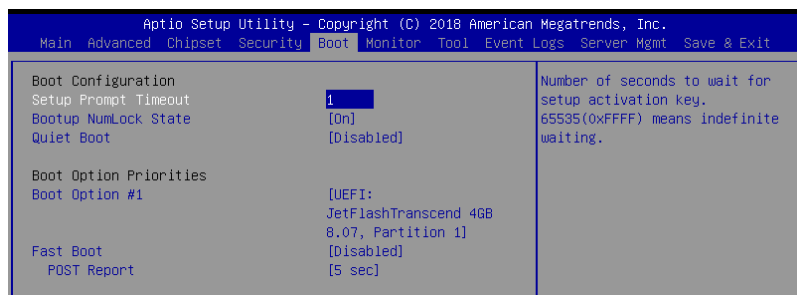 Aptio Setup Utility – Copyright (C) 2018 American Megatrends, Inc.
Main Advanced Chipset Security Boot Monitor Tool Event Logs Server Mgmt Save & Exit
Boot Configuration
Setup Prompt Timeout 1
Bootup NumLock State [On]
Quiet Boot [Disabled]
Boot Option Priorities
Boot Option #1 [UEFI:
JetFlashTranscend 4GB
8.07, Partition 1]
Fast Boot [Disabled]
POST Report [5 sec]
Number of seconds to wait for
setup activation key.
65535(0xFFFF) means indefinite
waiting.